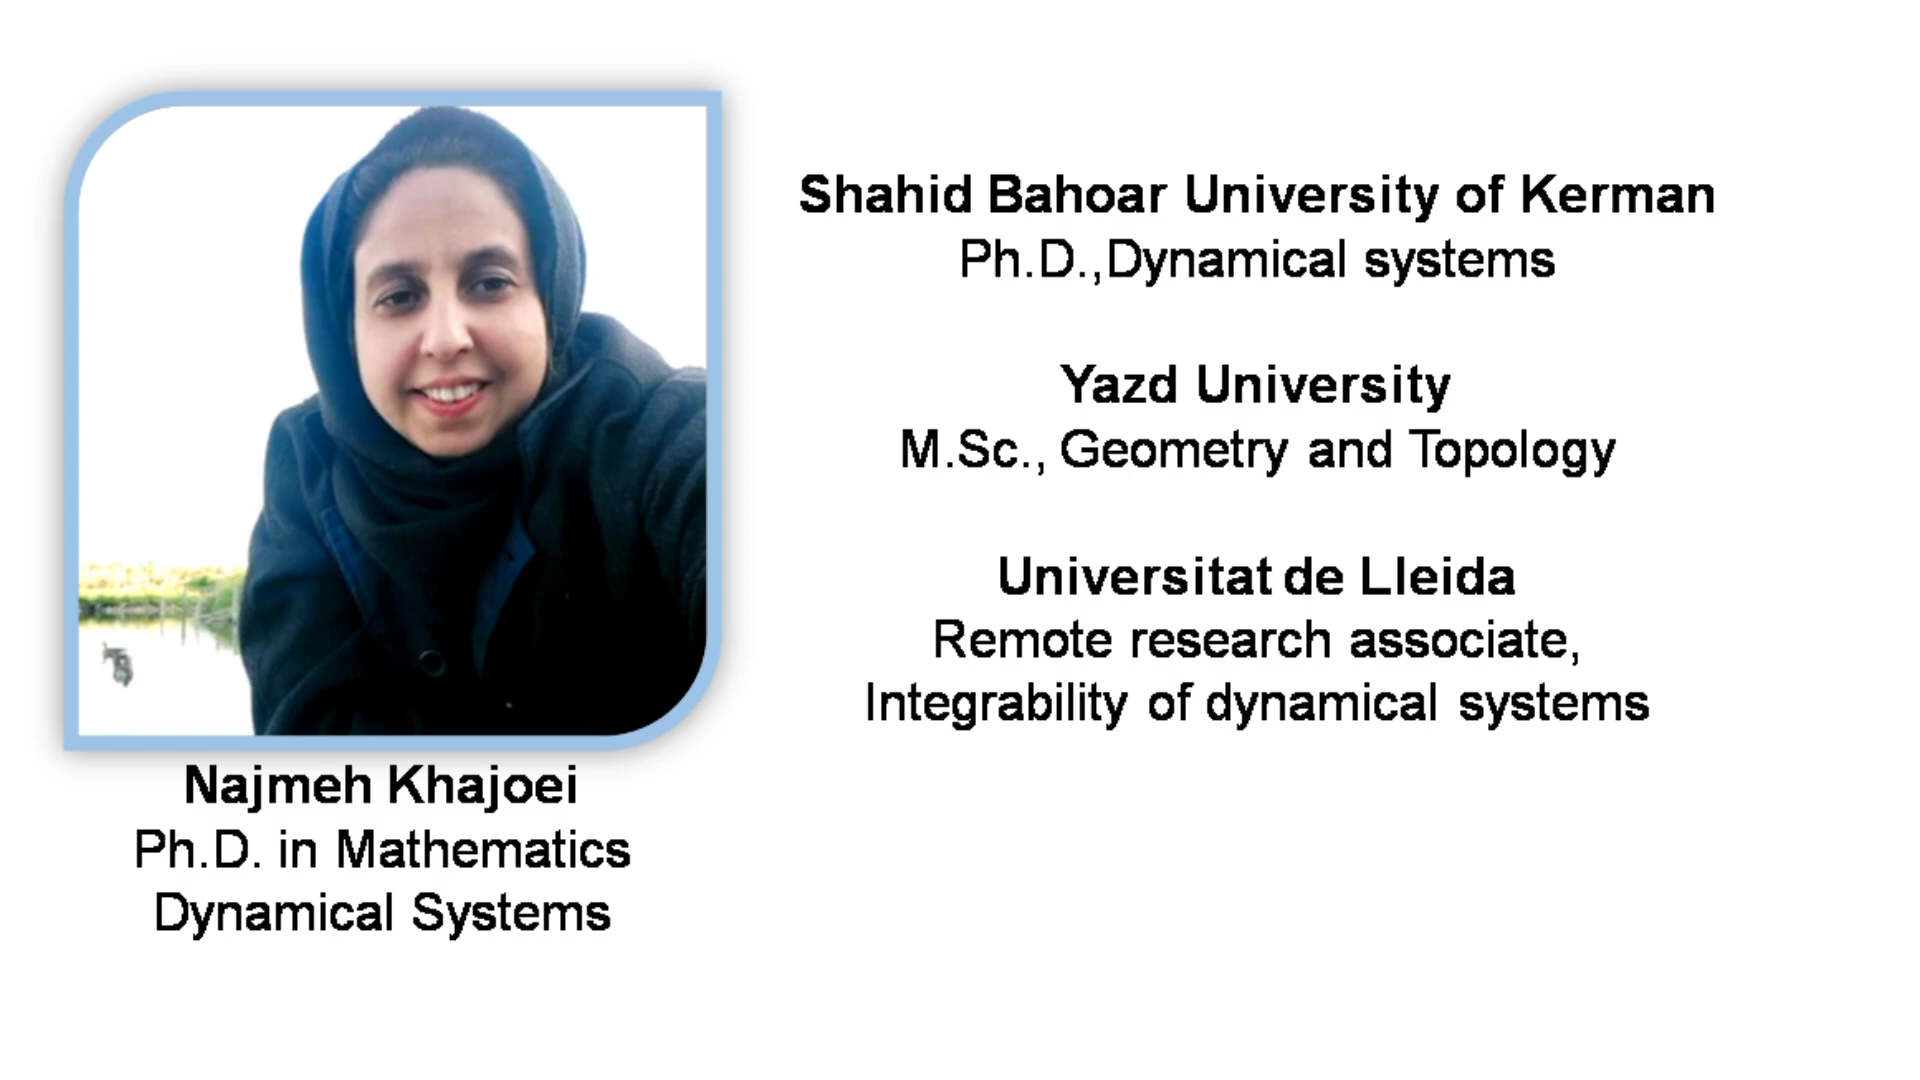 Shahid Bahoar University of Kerman
Ph.D.,Dynamical systems
Yazd University
M.Sc., Geometry and Topology
Universitat de Lleida
Remote research associate,
Integrability of dynamical systems
Najmeh Khajoei
Ph.D. in Mathematics
Dynamical Systems